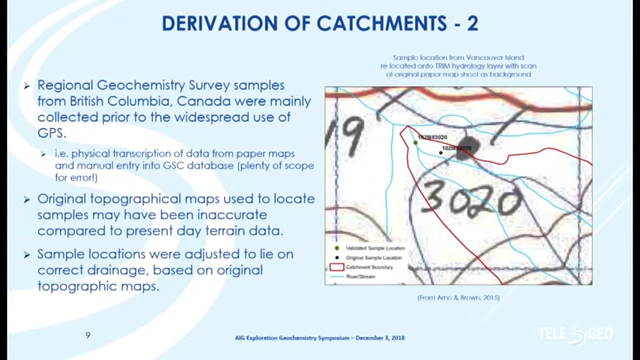 DERIVATION OF CATCHMENTS - 2
Sample location from Vancouver Island
re located onto TRIM hydrology layer with scan
of original paper map sheet as background
➤ Regional Geochemistry Survey samples
from British Columbia, Canada were mainly
collected prior to the widespread use of
GPS.
➤ i.e. physical transcription of data from paper maps
and manual entry into GSC database (plenty of scope
for error!)
➤ Original topographical maps used to locate
samples may have been inaccurate
compared to present day terrain data.
➤ Sample locations were adjusted to lie on
correct drainage, based on original
topographic maps.
19
3020
Validated Sample Location
Original Sample Location
Catchment Boundary
River/Stream
(From Arne & Brown, 2015)
9
AIG Exploration Geochemistry Symposium – December 3, 2018
TELE GEO